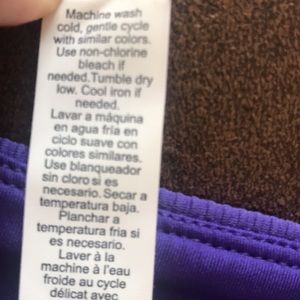 Machine wash
cold, gentle cycle
with similar colors.
Use non-chlorine
bleach if
needed.Tumble dry
low. Cool iron if
needed.
Lavar a máquina
en agua fría en
ciclo suave con
colores similares.
Use blanqueador
sin cloro si es
necesario. Secar a
temperatura baja.
Planchar a
temperatura fria si
es necesario.
Laver à la
machine à l'eau
froide au cycle
délicat avec